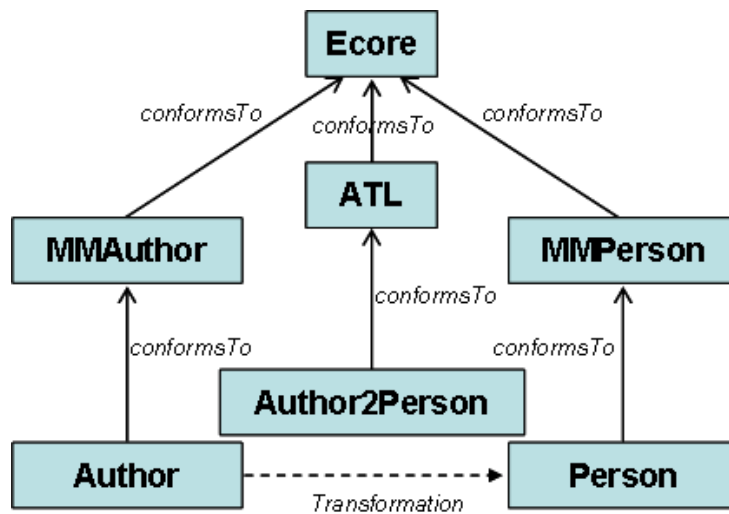 Ecore
conformsTo
conformsTo
conformsTo
ATL
MMAuthor
MMPerson
conformsTo
conformsTo
conformsTo
Author2Person
Author
Person
Transformation